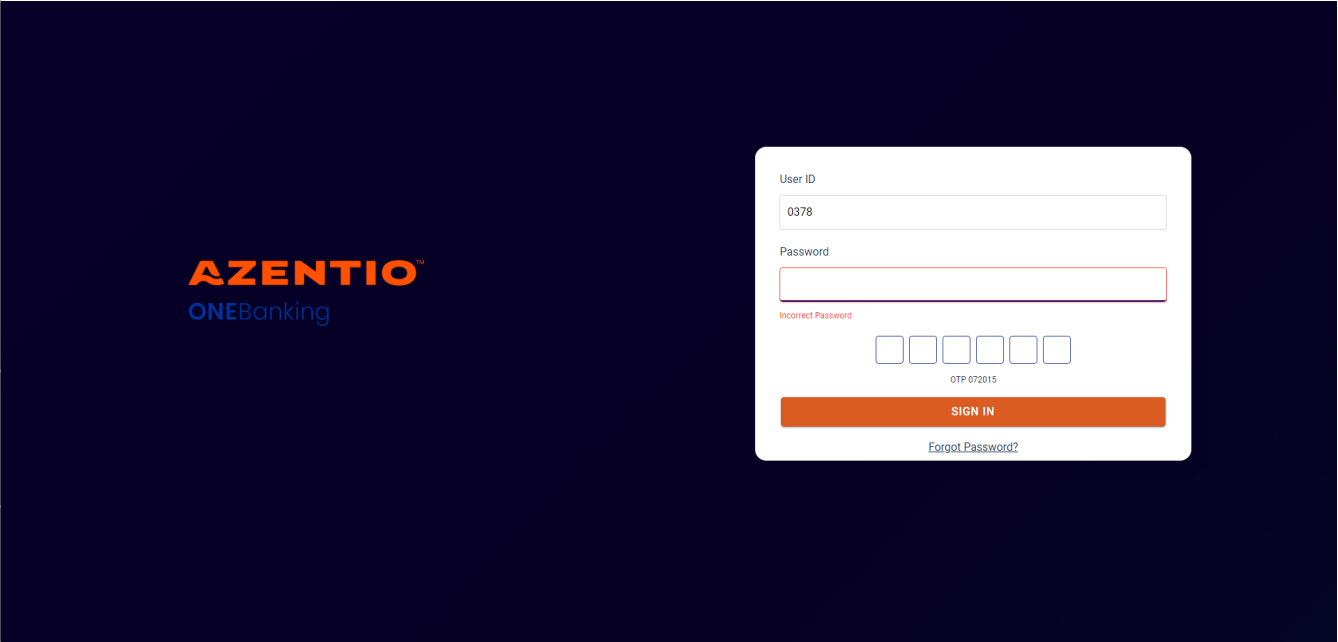 AZENTIO™
ONEBanking
User ID
0378
Password
Incorrect Password
OTP 072015
SIGN IN
Forgot Password?